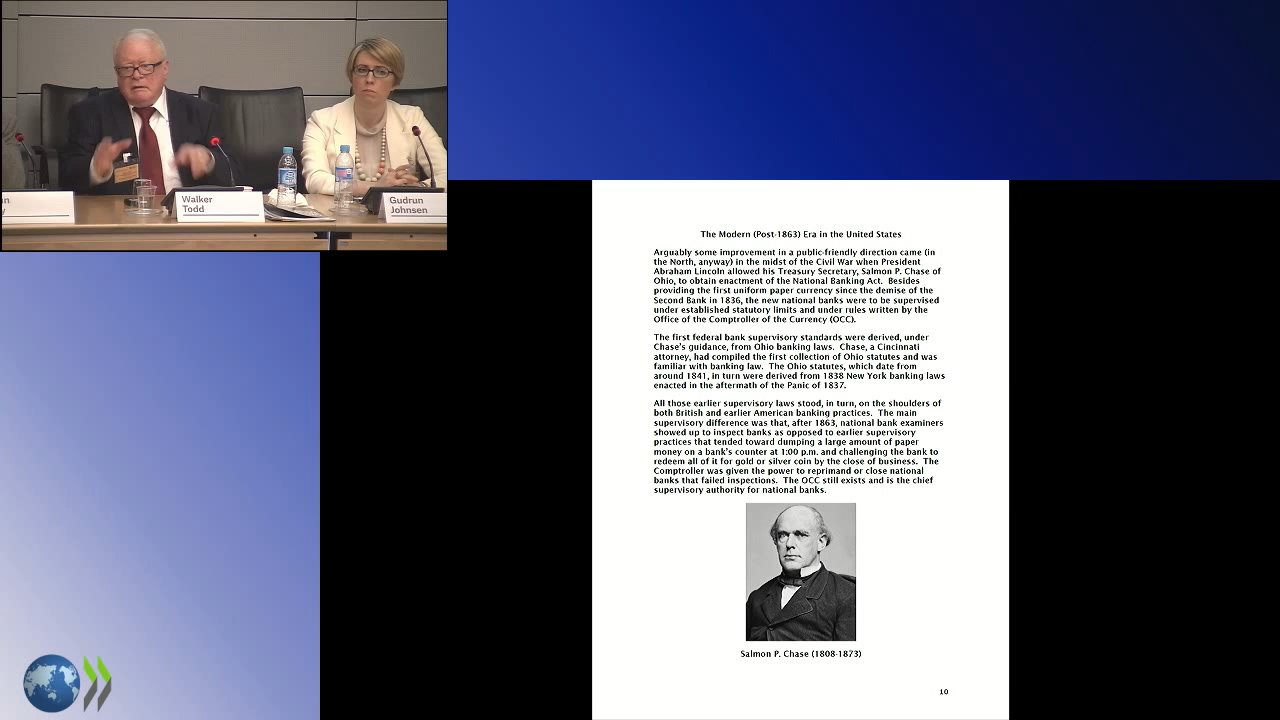 n
y
Walker
Todd
Gudrun
Johnsen
The Modern (Post-1863) Era in the United States
Arguably some improvement in a public-friendly direction came (in
the North, anyway) in the midst of the Civil War when President
Abraham Lincoln allowed his Treasury Secretary, Salmon P. Chase of
Ohio, to obtain enactment of the National Banking Act.  Besides
providing the first uniform paper currency since the demise of the
Second Bank in 1836, the new national banks were to be supervised
under established statutory limits and under rules written by the
Office of the Comptroller of the Currency (OCC).
The first federal bank supervisory standards were derived, under
Chase's guidance, from Ohio banking laws.  Chase, a Cincinnati
attorney, had compiled the first collection of Ohio statutes and was
familiar with banking law.  The Ohio statutes, which date from
around 1841, in turn were derived from 1838 New York banking laws
enacted in the aftermath of the Panic of 1837.
All those earlier supervisory laws stood, in turn, on the shoulders of
both British and earlier American banking practices.  The main
supervisory difference was that, after 1863, national bank examiners
showed up to inspect banks as opposed to earlier supervisory
practices that tended toward dumping a large amount of paper
money on a bank's counter at 1:00 p.m. and challenging the bank to
redeem all of it for gold or silver coin by the close of business.  The
Comptroller was given the power to reprimand or close national
banks that failed inspections.  The OCC still exists and is the chief
supervisory authority for national banks.
Salmon P. Chase (1808-1873)
10